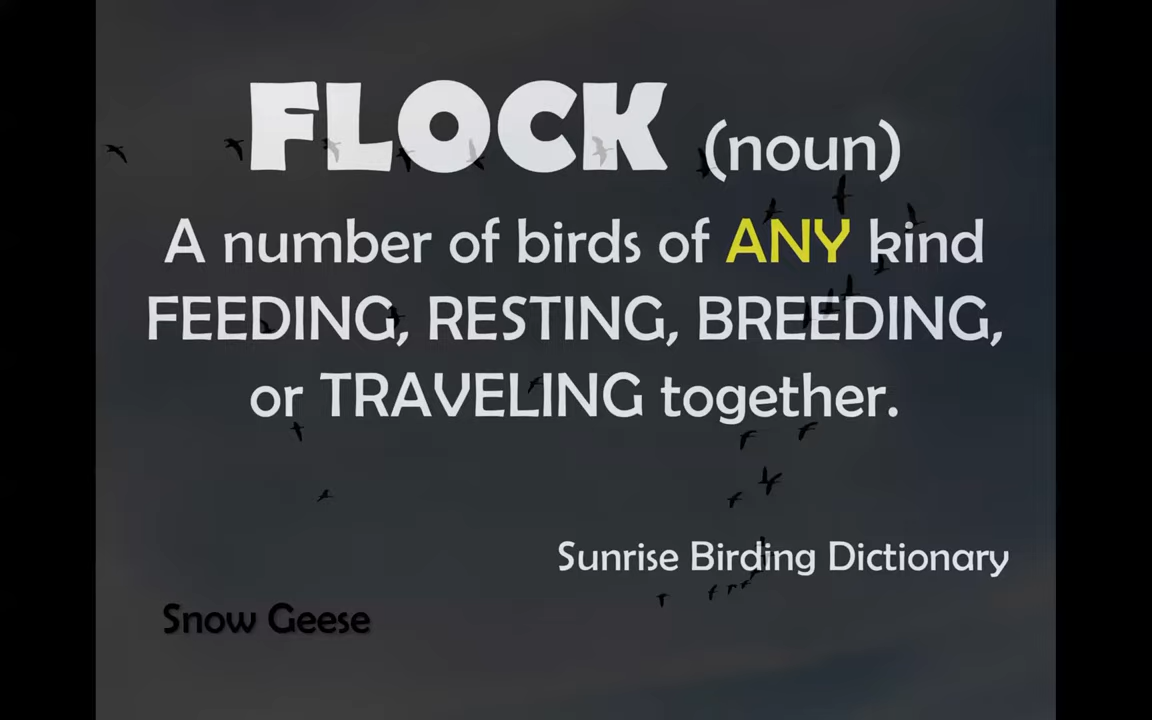 FLOCK (noun)
A number of birds of ANY kind
FEEDING, RESTING, BREEDING,
or TRAVELING together.
Sunrise Birding Dictionary
Snow Geese